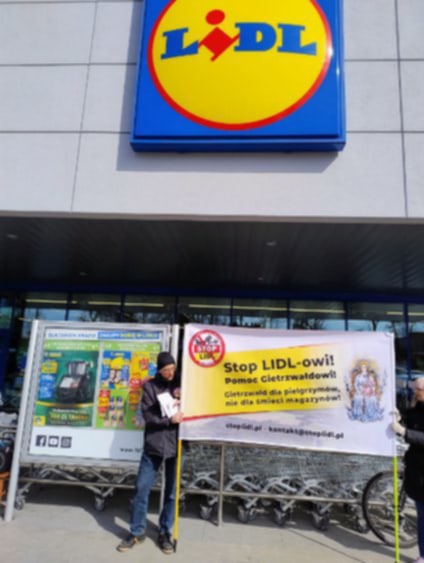 LIDL
STOP
LIDL
Stop LIDL-owi!
Pomoc Gietrzwałdowi!
Gietrzwałd dla pielgrzymów,
nie dla śmieci magazynów!
stoplidl.pl - kontakt@stoplidl.pl